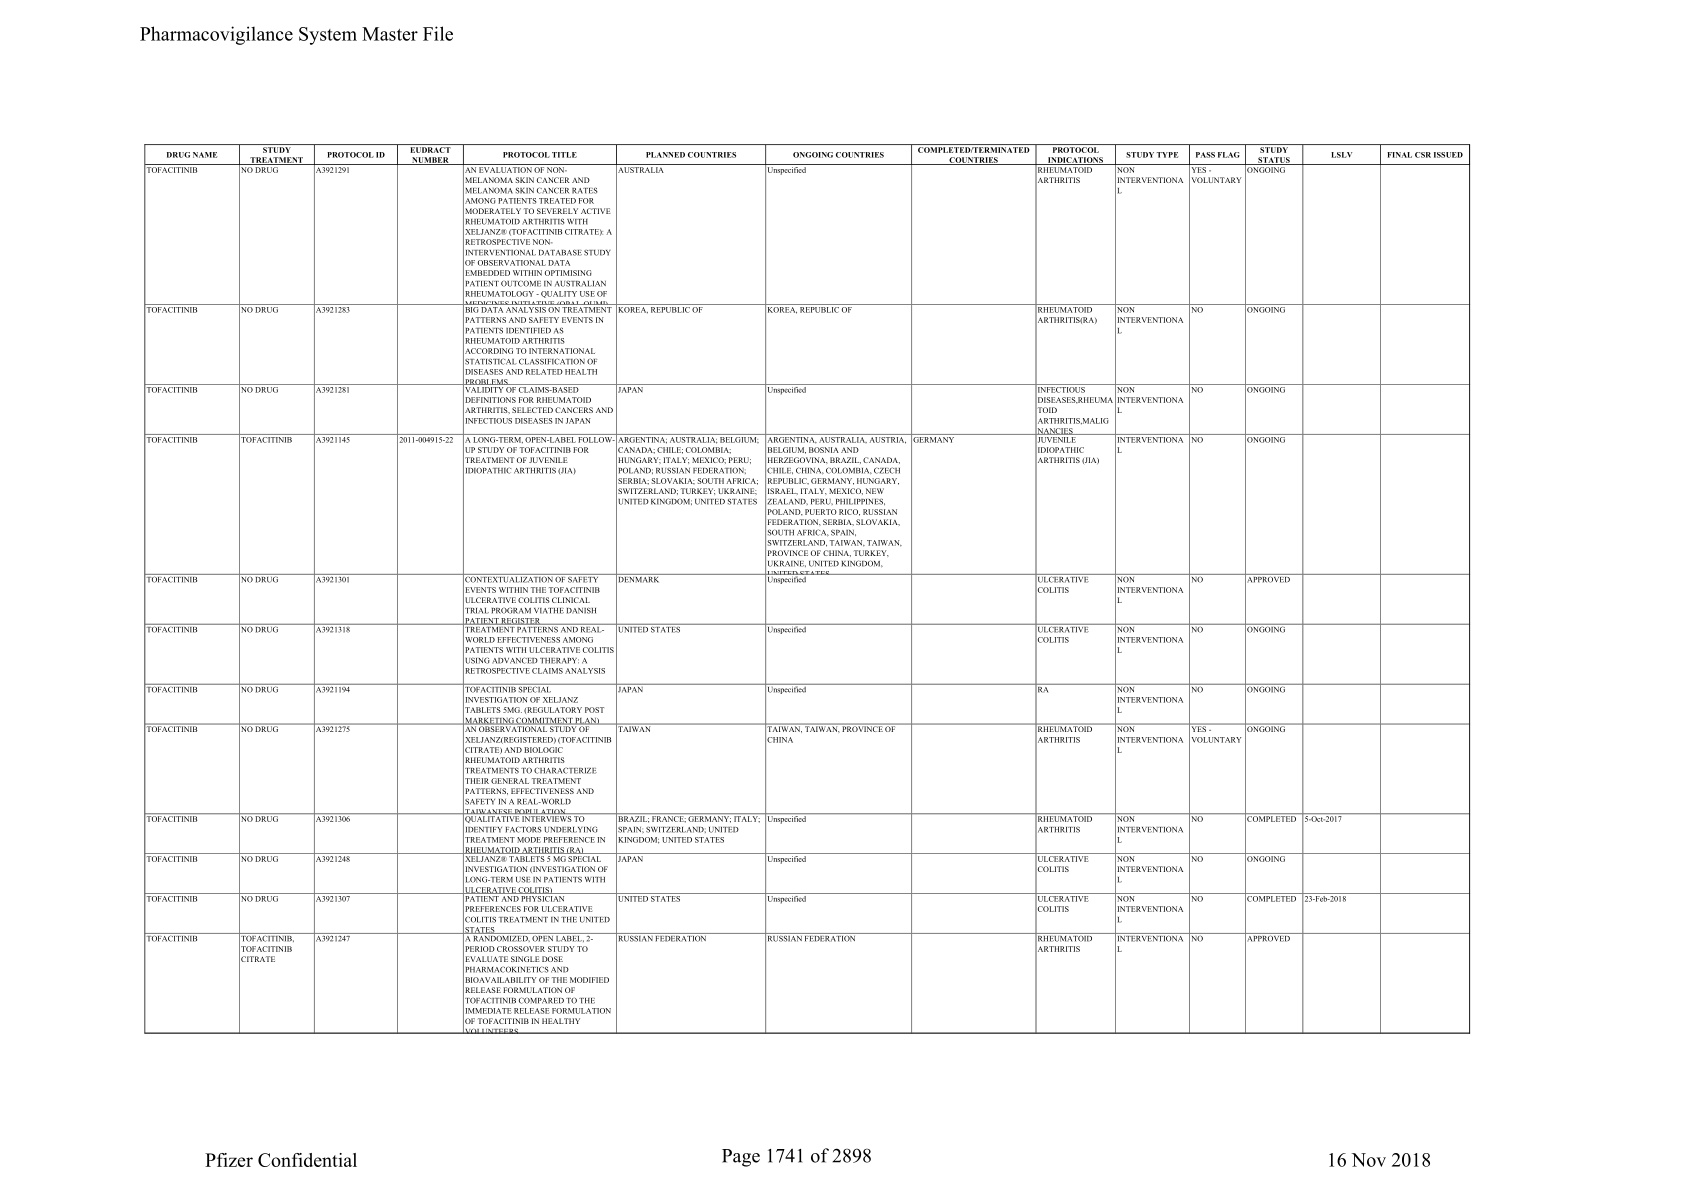 Pharmacovigilance System Master File
DRUG NAME
STUDY
TREATMENT
PROTOCOL ID
EUDRACT
NUMBER
PROTOCOL TITLE
PLANNED COUNTRIES
ONGOING COUNTRIES
COMPLETED/TERMINATED
COUNTRIES
PROTOCOL
INDICATIONS
STUDY TYPE
PASS FLAG
STUDY
STATUS
LSLV
FINAL CSR ISSUED
TOFACITINIB
NO DRUG
A3921291
AN EVALUATION OF NON-
MELANOMA SKIN CANCER AND
MELANOMA SKIN CANCER RATES
AMONG PATIENTS TREATED FOR
MODERATELY TO SEVERELY ACTIVE
RHEUMATOID ARTHRITIS WITH
XELJANZ® (TOFACITINIB CITRATE): A
RETROSPECTIVE NON-
INTERVENTIONAL DATABASE STUDY
OF OBSERVATIONAL DATA
EMBEDDED WITHIN OPTIMISING
PATIENT OUTCOME IN AUSTRALIAN
RHEUMATOLOGY - QUALITY USE OF
MEDICINES INITIATIVE (OPAL-QUMI)
AUSTRALIA
Unspecified
RHEUMATOID
ARTHRITIS
NON
INTERVENTIONA
L
YES -
VOLUNTARY
ONGOING
TOFACITINIB
NO DRUG
A3921283
BIG DATA ANALYSIS ON TREATMENT
PATTERNS AND SAFETY EVENTS IN
PATIENTS IDENTIFIED AS
RHEUMATOID ARTHRITIS
ACCORDING TO INTERNATIONAL
STATISTICAL CLASSIFICATION OF
DISEASES AND RELATED HEALTH
PROBLEMS
KOREA, REPUBLIC OF
KOREA, REPUBLIC OF
RHEUMATOID
ARTHRITIS(RA)
NON
INTERVENTIONA
L
NO
ONGOING
TOFACITINIB
NO DRUG
A3921281
VALIDITY OF CLAIMS-BASED
DEFINITIONS FOR RHEUMATOID
ARTHRITIS, SELECTED CANCERS AND
INFECTIOUS DISEASES IN JAPAN
JAPAN
Unspecified
INFECTIOUS
DISEASES,RHEUMA
TOID
ARTHRITIS,MALIG
NANCIES
NON
INTERVENTIONA
L
NO
ONGOING
TOFACITINIB
TOFACITINIB
A3921145
2011-004915-22
A LONG-TERM, OPEN-LABEL FOLLOW-
UP STUDY OF TOFACITINIB FOR
TREATMENT OF JUVENILE
IDIOPATHIC ARTHRITIS (JIA)
ARGENTINA; AUSTRALIA; BELGIUM;
CANADA; CHILE; COLOMBIA;
HUNGARY; ITALY; MEXICO; PERU;
POLAND; RUSSIAN FEDERATION;
SERBIA; SLOVAKIA; SOUTH AFRICA;
SWITZERLAND; TURKEY; UKRAINE;
UNITED KINGDOM; UNITED STATES
ARGENTINA, AUSTRALIA, AUSTRIA,
BELGIUM, BOSNIA AND
HERZEGOVINA, BRAZIL, CANADA,
CHILE, CHINA, COLOMBIA, CZECH
REPUBLIC, GERMANY, HUNGARY,
ISRAEL, ITALY, MEXICO, NEW
ZEALAND, PERU, PHILIPPINES,
POLAND, PUERTO RICO, RUSSIAN
FEDERATION, SERBIA, SLOVAKIA,
SOUTH AFRICA, SPAIN,
SWITZERLAND, TAIWAN, TAIWAN,
PROVINCE OF CHINA, TURKEY,
UKRAINE, UNITED KINGDOM,
UNITED STATES
GERMANY
JUVENILE
IDIOPATHIC
ARTHRITIS (JIA)
INTERVENTIONA
L
NO
ONGOING
TOFACITINIB
NO DRUG
A3921301
CONTEXTUALIZATION OF SAFETY
EVENTS WITHIN THE TOFACITINIB
ULCERATIVE COLITIS CLINICAL
TRIAL PROGRAM VIATHE DANISH
PATIENT REGISTER
DENMARK
Unspecified
ULCERATIVE
COLITIS
NON
INTERVENTIONA
L
NO
APPROVED
TOFACITINIB
NO DRUG
A3921318
TREATMENT PATTERNS AND REAL-
WORLD EFFECTIVENESS AMONG
PATIENTS WITH ULCERATIVE COLITIS
USING ADVANCED THERAPY: A
RETROSPECTIVE CLAIMS ANALYSIS
UNITED STATES
Unspecified
ULCERATIVE
COLITIS
NON
INTERVENTIONA
L
NO
ONGOING
TOFACITINIB
NO DRUG
A3921194
TOFACITINIB SPECIAL
INVESTIGATION OF XELJANZ
TABLETS 5MG. (REGULATORY POST
MARKETING COMMITMENT PLAN)
JAPAN
Unspecified
RA
NON
INTERVENTIONA
L
NO
ONGOING
TOFACITINIB
NO DRUG
A3921275
AN OBSERVATIONAL STUDY OF
XELJANZ(REGISTERED) (TOFACITINIB
CITRATE) AND BIOLOGIC
RHEUMATOID ARTHRITIS
TREATMENTS TO CHARACTERIZE
THEIR GENERAL TREATMENT
PATTERNS, EFFECTIVENESS AND
SAFETY IN A REAL-WORLD
TAIWANESE POPULATION
TAIWAN
TAIWAN, TAIWAN, PROVINCE OF
CHINA
RHEUMATOID
ARTHRITIS
NON
INTERVENTIONA
L
YES -
VOLUNTARY
ONGOING
TOFACITINIB
NO DRUG
A3921306
QUALITATIVE INTERVIEWS TO
IDENTIFY FACTORS UNDERLYING
TREATMENT MODE PREFERENCE IN
RHEUMATOID ARTHRITIS (RA)
BRAZIL; FRANCE; GERMANY; ITALY;
SPAIN; SWITZERLAND; UNITED
KINGDOM; UNITED STATES
Unspecified
RHEUMATOID
ARTHRITIS
NON
INTERVENTIONA
L
NO
COMPLETED
5-Oct-2017
TOFACITINIB
NO DRUG
A3921248
XELJANZ® TABLETS 5 MG SPECIAL
INVESTIGATION (INVESTIGATION OF
LONG-TERM USE IN PATIENTS WITH
ULCERATIVE COLITIS)
JAPAN
Unspecified
ULCERATIVE
COLITIS
NON
INTERVENTIONA
L
NO
ONGOING
TOFACITINIB
NO DRUG
A3921307
PATIENT AND PHYSICIAN
PREFERENCES FOR ULCERATIVE
COLITIS TREATMENT IN THE UNITED
STATES
UNITED STATES
Unspecified
ULCERATIVE
COLITIS
NON
INTERVENTIONA
L
NO
COMPLETED
23-Feb-2018
TOFACITINIB
TOFACITINIB,
TOFACITINIB
CITRATE
A3921247
A RANDOMIZED, OPEN LABEL, 2-
PERIOD CROSSOVER STUDY TO
EVALUATE SINGLE DOSE
PHARMACOKINETICS AND
BIOAVAILABILITY OF THE MODIFIED
RELEASE FORMULATION OF
TOFACITINIB COMPARED TO THE
IMMEDIATE RELEASE FORMULATION
OF TOFACITINIB IN HEALTHY
VOLUNTEERS
RUSSIAN FEDERATION
RUSSIAN FEDERATION
RHEUMATOID
ARTHRITIS
INTERVENTIONA
L
NO
APPROVED
Pfizer Confidential
Page 1741 of 2898
16 Nov 2018